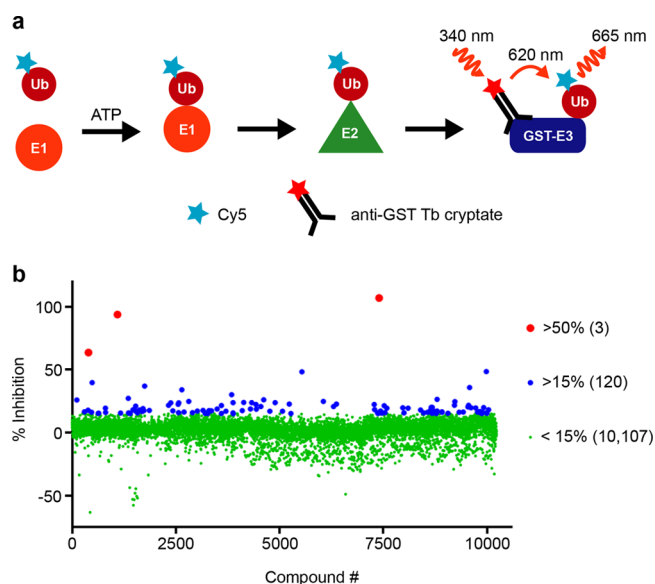 a
340 nm
620 nm
665 nm
Ub
Ub
Ub
Ub
ATP
E1
E1
E2
GST-E3
Cy5
anti-GST Tb cryptate
b
% Inhibition
100
50
0
-50
0
2500
5000
7500
10000
Compound #
>50% (3)
>15% (120)
< 15% (10,107)